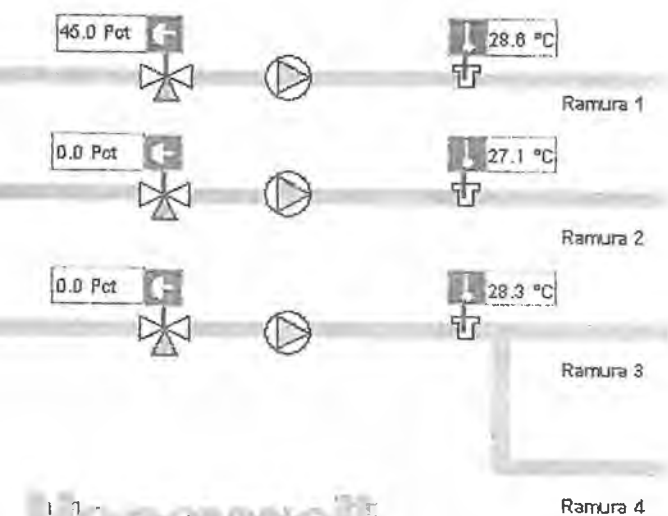 45.0 Pct
28.6 °C
Ramura 1
0.0 Pct
27.1 °C
Ramura 2
0.0 Pct
28.3 °C
Ramura 3
Ramura 4